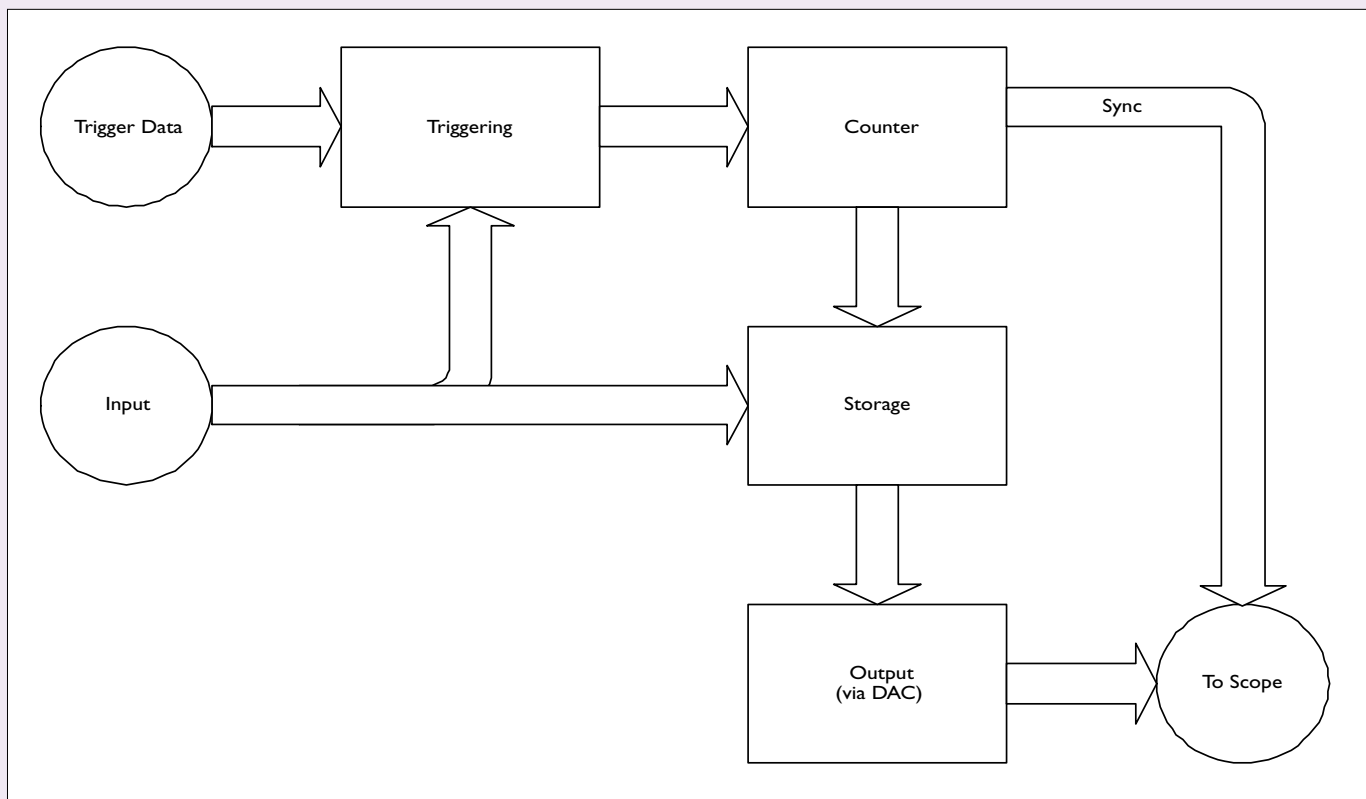 Trigger Data
Triggering
Counter
Sync
Input
Storage
Output
(via DAC)
To Scope